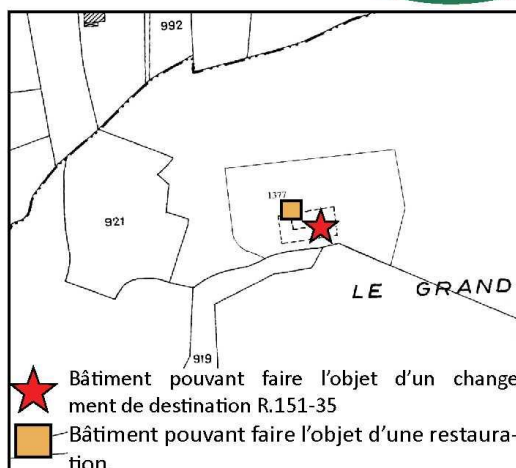 992
1377
921
LE GRAND
919
Bâtiment pouvant faire l'objet d'un change
ment de destination R.151-35
Bâtiment pouvant faire l'objet d'une restaura-
tion